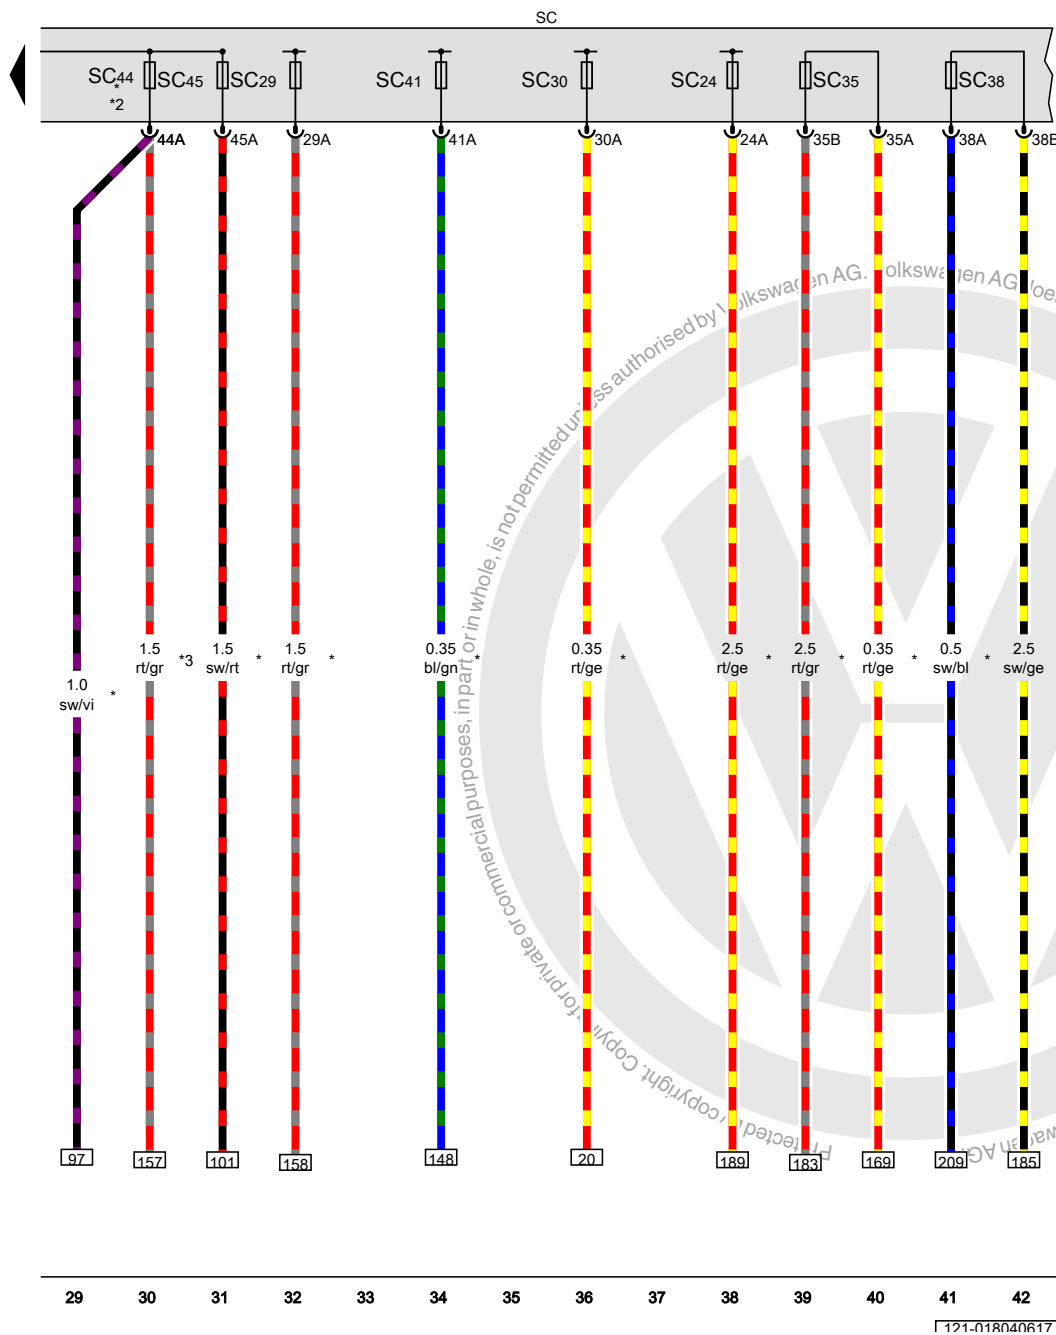 SC
SC44 SC45 SC29 SC41 SC30 SC24 SC35 SC38
*
*2
44A 45A 29A 41A 30A 24A 35B 35A 38A 38B
1.5 1.5 1.5 0.35 0.35 2.5 2.5 0.35 0.5 2.5
rt/gr *3 sw/rt * rt/gr * bl/gn * rt/ge * rt/ge * rt/gr * rt/ge * sw/bl * sw/ge
1.0
sw/vi *
97 157 101 158 148 20 189 183 169 209 185
29 30 31 32 33 34 35 36 37 38 39 40 41 42
121-018040617
for private or commercial purposes, in part or in whole, is not permitted unless authorised by Volkswagen AG. Volkswagen AG does
Protected by copyright. Copying